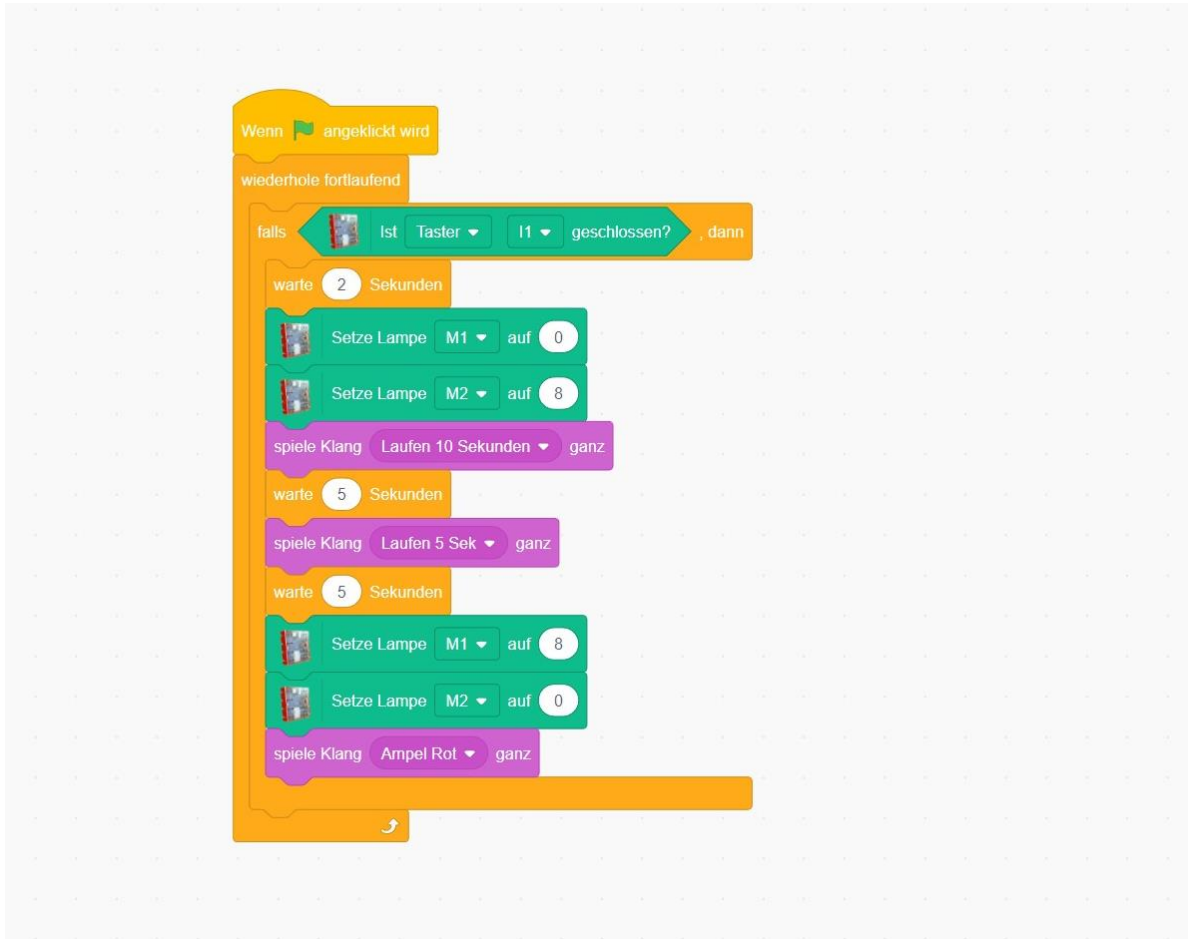 Wenn angeklickt wird
wiederhole fortlaufend
falls Ist Taster I1 geschlossen? , dann
warte 2 Sekunden
Setze Lampe M1 auf 0
Setze Lampe M2 auf 8
spiele Klang Laufen 10 Sekunden ganz
warte 5 Sekunden
spiele Klang Laufen 5 Sek ganz
warte 5 Sekunden
Setze Lampe M1 auf 8
Setze Lampe M2 auf 0
spiele Klang Ampel Rot ganz